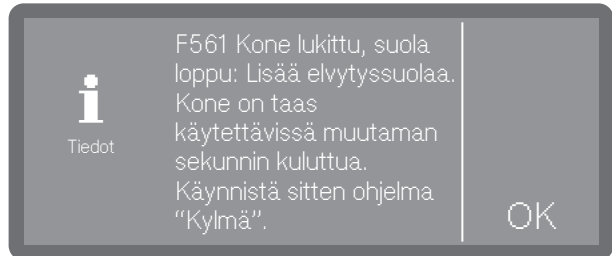 F561 Kone lukittu, suola
loppu: Lisää elvytyssuolaa.
Kone on taas
käytettävissä muutaman
sekunnin kuluttua.
Käynnistä sitten ohjelma
“Kylmä”.
i
Tiedot
OK